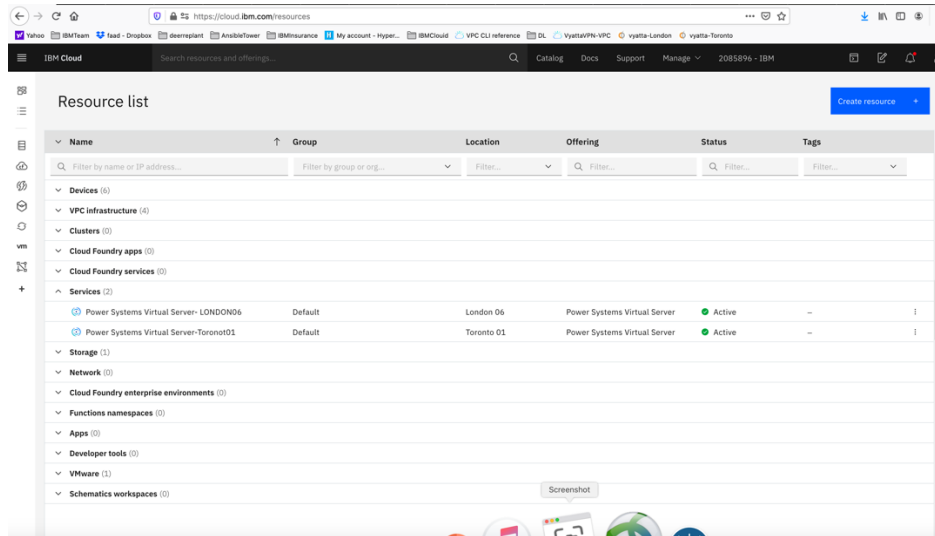 https://cloud.ibm.com/resources
Yahoo IBMTeam faad - Dropbox deerreplant AnsibleTower IBMinsurance My account - Hyper... IBMClouid VPC CLI reference DL VyattaVPN-VPC vyatta-London vyatta-Toronto
IBM Cloud Search resources and offerings... Catalog Docs Support Manage 2085896 - IBM
Resource list
Create resource +
Name Group Location Offering Status Tags
Filter by name or IP address... Filter by group or org... Filter... Filter... Filter... Filter...
Devices (6)
VPC infrastructure (4)
Clusters (0)
Cloud Foundry apps (0)
vm
Cloud Foundry services (0)
Services (2)
Power Systems Virtual Server- LONDON06 Default London 06 Power Systems Virtual Server Active –
Power Systems Virtual Server-Toronot01 Default Toronto 01 Power Systems Virtual Server Active –
Storage (1)
Network (0)
Cloud Foundry enterprise environments (0)
Functions namespaces (0)
Apps (0)
Developer tools (0)
VMware (1)
Schematics workspaces (0)
Screenshot